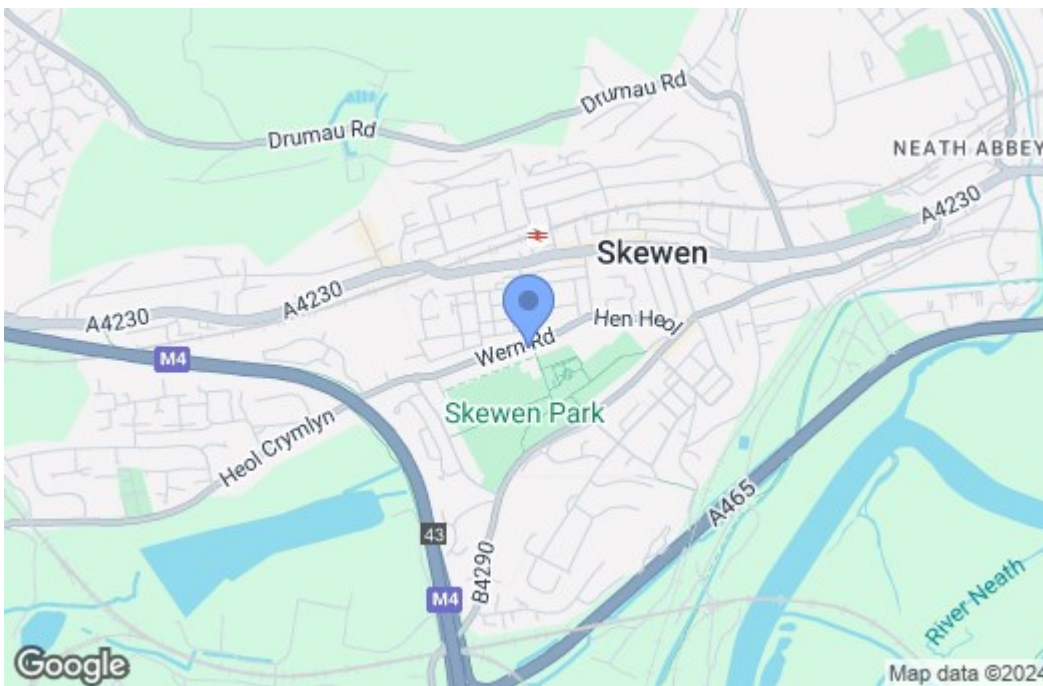 Drumau Rd
Drumau Rd
NEATH ABBEY
A4230
Skewen
A4230
A4230
Hen Heol
Wern Rd
M4
Skewen Park
Heol Crymlyn
A465
43
B4290
M4
River Neath
Google
Map data ©2024